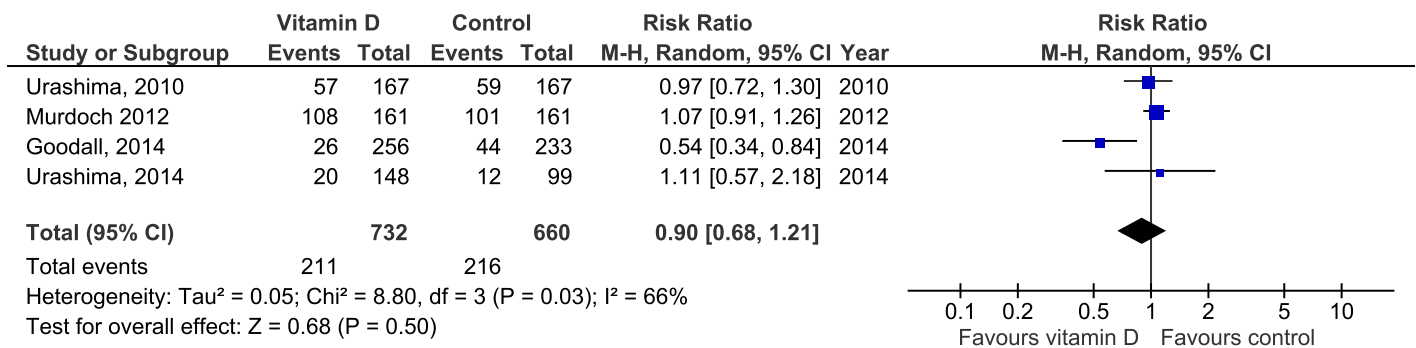 Vitamin D Control Risk Ratio Risk Ratio
Study or Subgroup Events Total Events Total M-H, Random, 95% CI Year M-H, Random, 95% CI
Urashima, 2010 57 167 59 167 0.97 [0.72, 1.30] 2010
Murdoch 2012 108 161 101 161 1.07 [0.91, 1.26] 2012
Goodall, 2014 26 256 44 233 0.54 [0.34, 0.84] 2014
Urashima, 2014 20 148 12 99 1.11 [0.57, 2.18] 2014
Total (95% CI) 732 660 0.90 [0.68, 1.21]
Total events 211 216
Heterogeneity: Tau² = 0.05; Chi² = 8.80, df = 3 (P = 0.03); I² = 66%
Test for overall effect: Z = 0.68 (P = 0.50)
0.1 0.2 0.5 1 2 5 10
Favours vitamin D Favours control